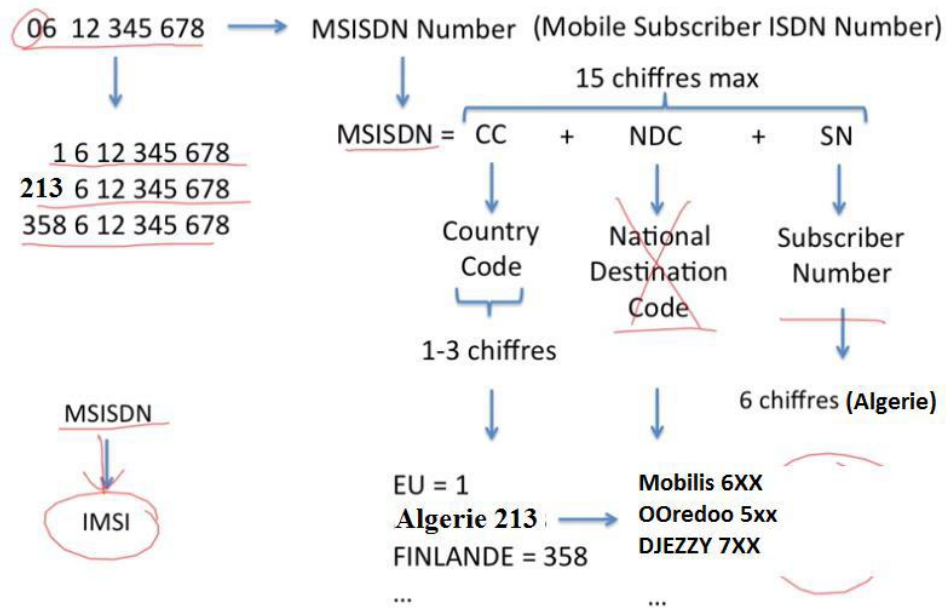 06 12 345 678
MSISDN Number (Mobile Subscriber ISDN Number)
15 chiffres max
MSISDN = CC + NDC + SN
1 6 12 345 678
213 6 12 345 678
358 6 12 345 678
Country
Code
National
Destination
Code
Subscriber
Number
1-3 chiffres
6 chiffres (Algerie)
MSISDN
IMSI
EU = 1
Algerie 213
FINLANDE = 358
...
Mobilis 6XX
OOredoo 5xx
DJEZZY 7XX
...